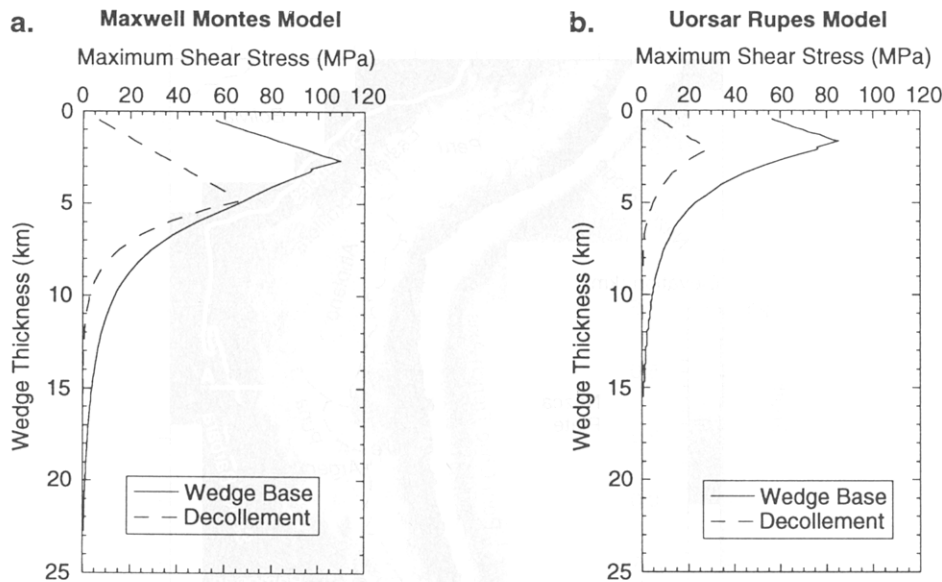 a. Maxwell Montes Model
Maximum Shear Stress (MPa)
0 20 40 60 80 100 120
0
5
10
15
20
25
Wedge Thickness (km)
Wedge Base
Decollement
b. Uorsar Rupes Model
Maximum Shear Stress (MPa)
0 20 40 60 80 100 120
0
5
10
15
20
25
Wedge Thickness (km)
Wedge Base
Decollement